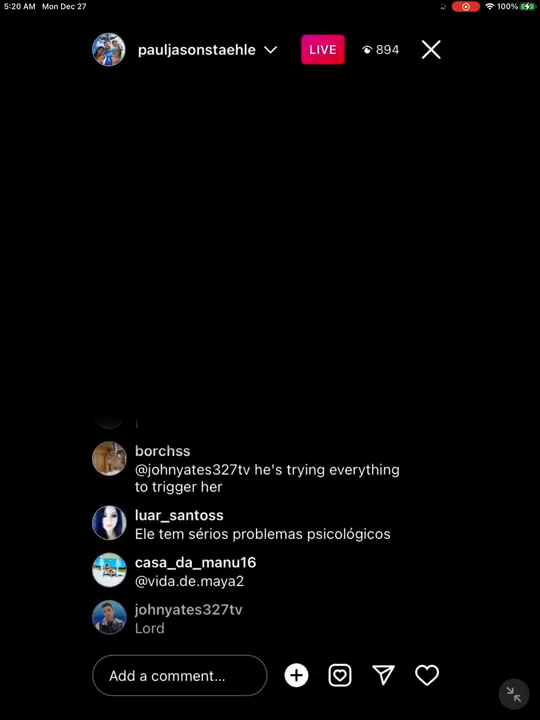 5:20 AM Mon Dec 27
100%
pauljasonstaehle
LIVE
894
borchss
@johnyates327tv he's trying everything
to trigger her
luar_santoss
Ele tem sérios problemas psicológicos
casa_da_manu16
@vida.de.maya2
johnyates327tv
Lord
Add a comment...